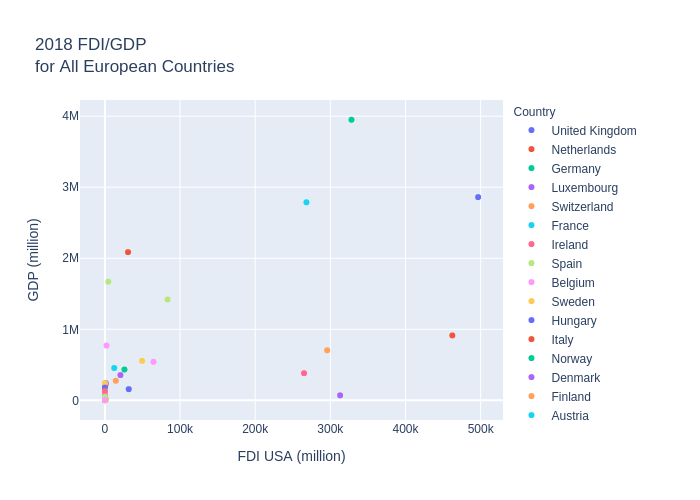 2018 FDI/GDP
for All European Countries
GDP (million)
4M
3M
2M
1M
0
0
100k
200k
300k
400k
500k
FDI USA (million)
Country
United Kingdom
Netherlands
Germany
Luxembourg
Switzerland
France
Ireland
Spain
Belgium
Sweden
Hungary
Italy
Norway
Denmark
Finland
Austria